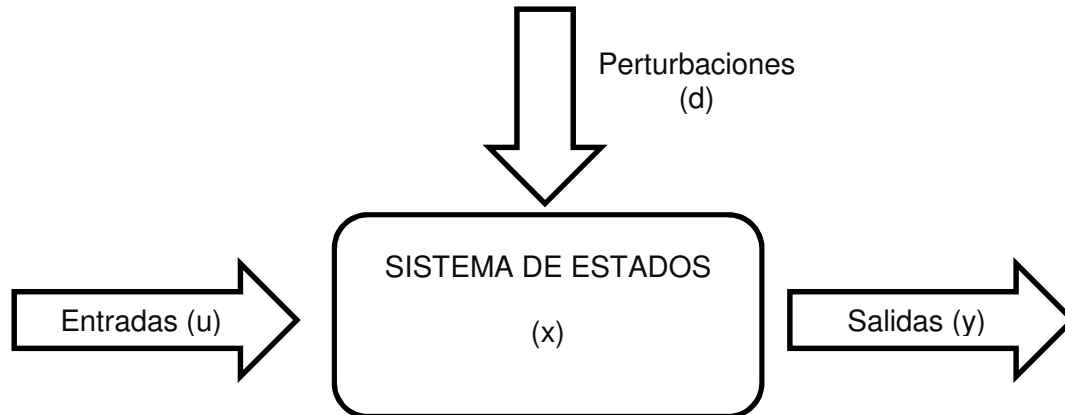 Perturbaciones
(d)
SISTEMA DE ESTADOS
(x)
Entradas (u)
Salidas (y)